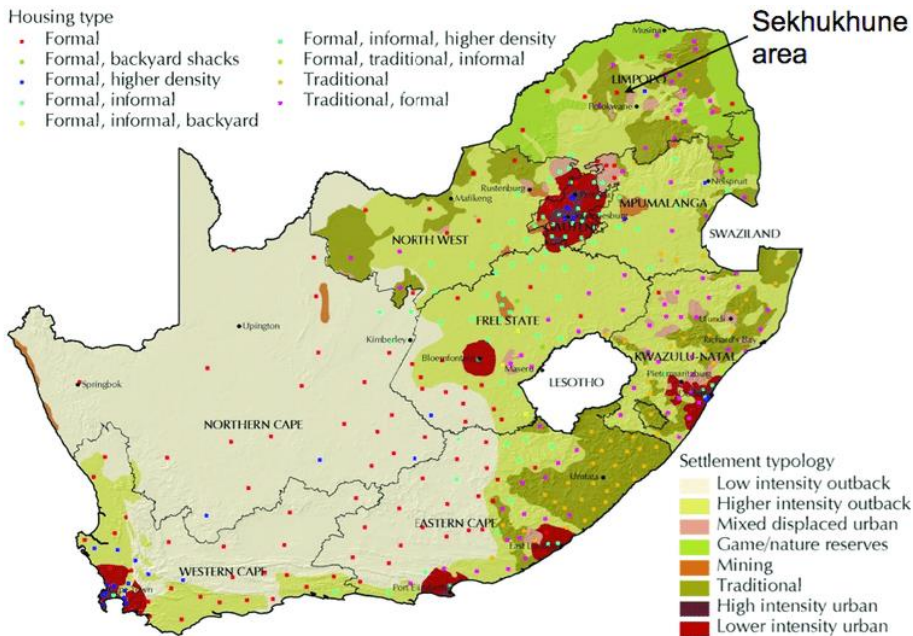 Housing type
Formal
Formal, backyard shacks
Formal, higher density
Formal, informal
Formal, informal, backyard
Formal, informal, higher density
Formal, traditional, informal
Traditional
Traditional, formal
Sekhukhune
area
Musina
LIMPOPO
Polokwane
Rustenburg
Mafikeng
Nelspruit
MPUMALANGA
NORTH WEST
SWAZILAND
Upington
Kimberley
FREE STATE
Bloemfontein
Maseru
LESOTHO
Ulundi
Richard's Bay
KWAZULU-NATAL
Pietermaritzburg
Springbok
NORTHERN CAPE
Umtata
EASTERN CAPE
WESTERN CAPE
Settlement typology
Low intensity outback
Higher intensity outback
Mixed displaced urban
Game/nature reserves
Mining
Traditional
High intensity urban
Lower intensity urban